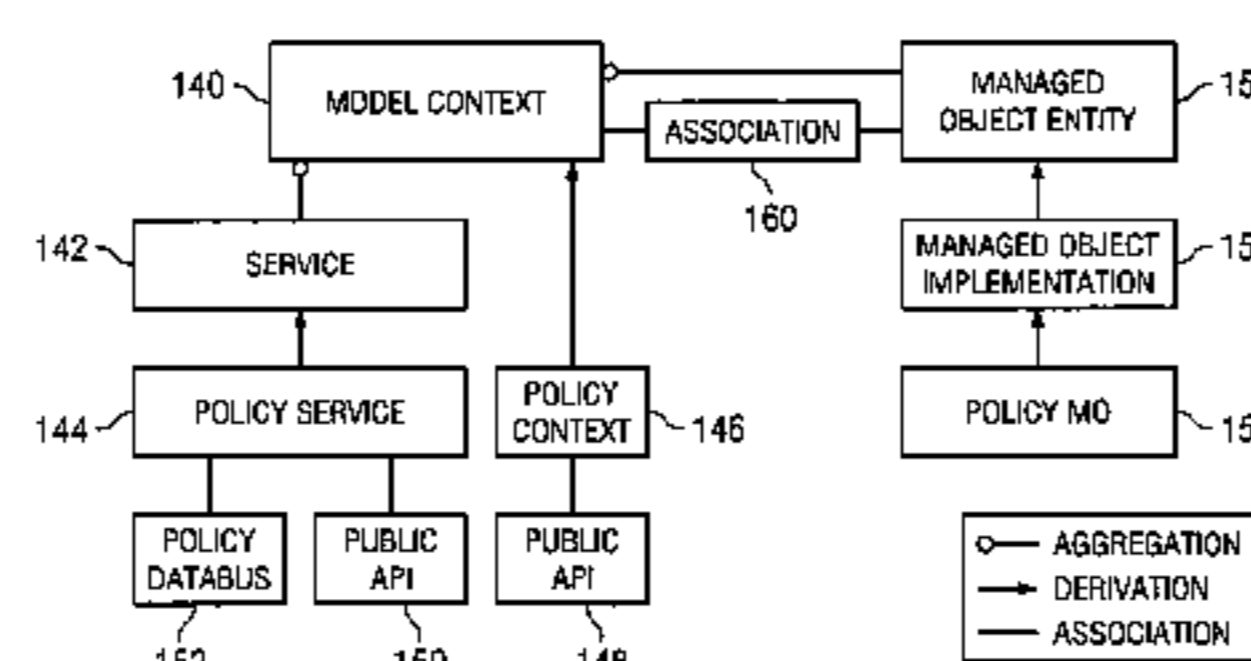 140
MODEL CONTEXT
MANAGED
OBJECT ENTITY
ASSOCIATION
160
142
SERVICE
MANAGED OBJECT
IMPLEMENTATION
144
POLICY SERVICE
POLICY
CONTEXT
146
POLICY MO
POLICY
DATABUS
PUBLIC
API
PUBLIC
API
148
AGGREGATION
DERIVATION
ASSOCIATION